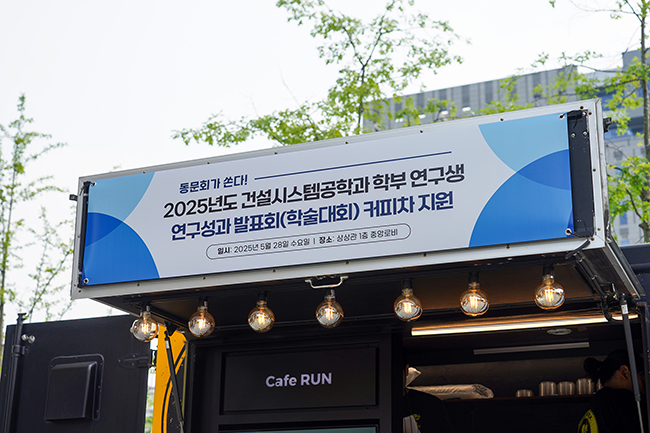 동문회가 쏜다!
2025년도 건설시스템공학과 학부 연구생
연구성과 발표회(학술대회) 커피차 지원
일시: 2025년 5월 28일 수요일 | 장소: 상상관 1층 중앙로비
Cafe RUN